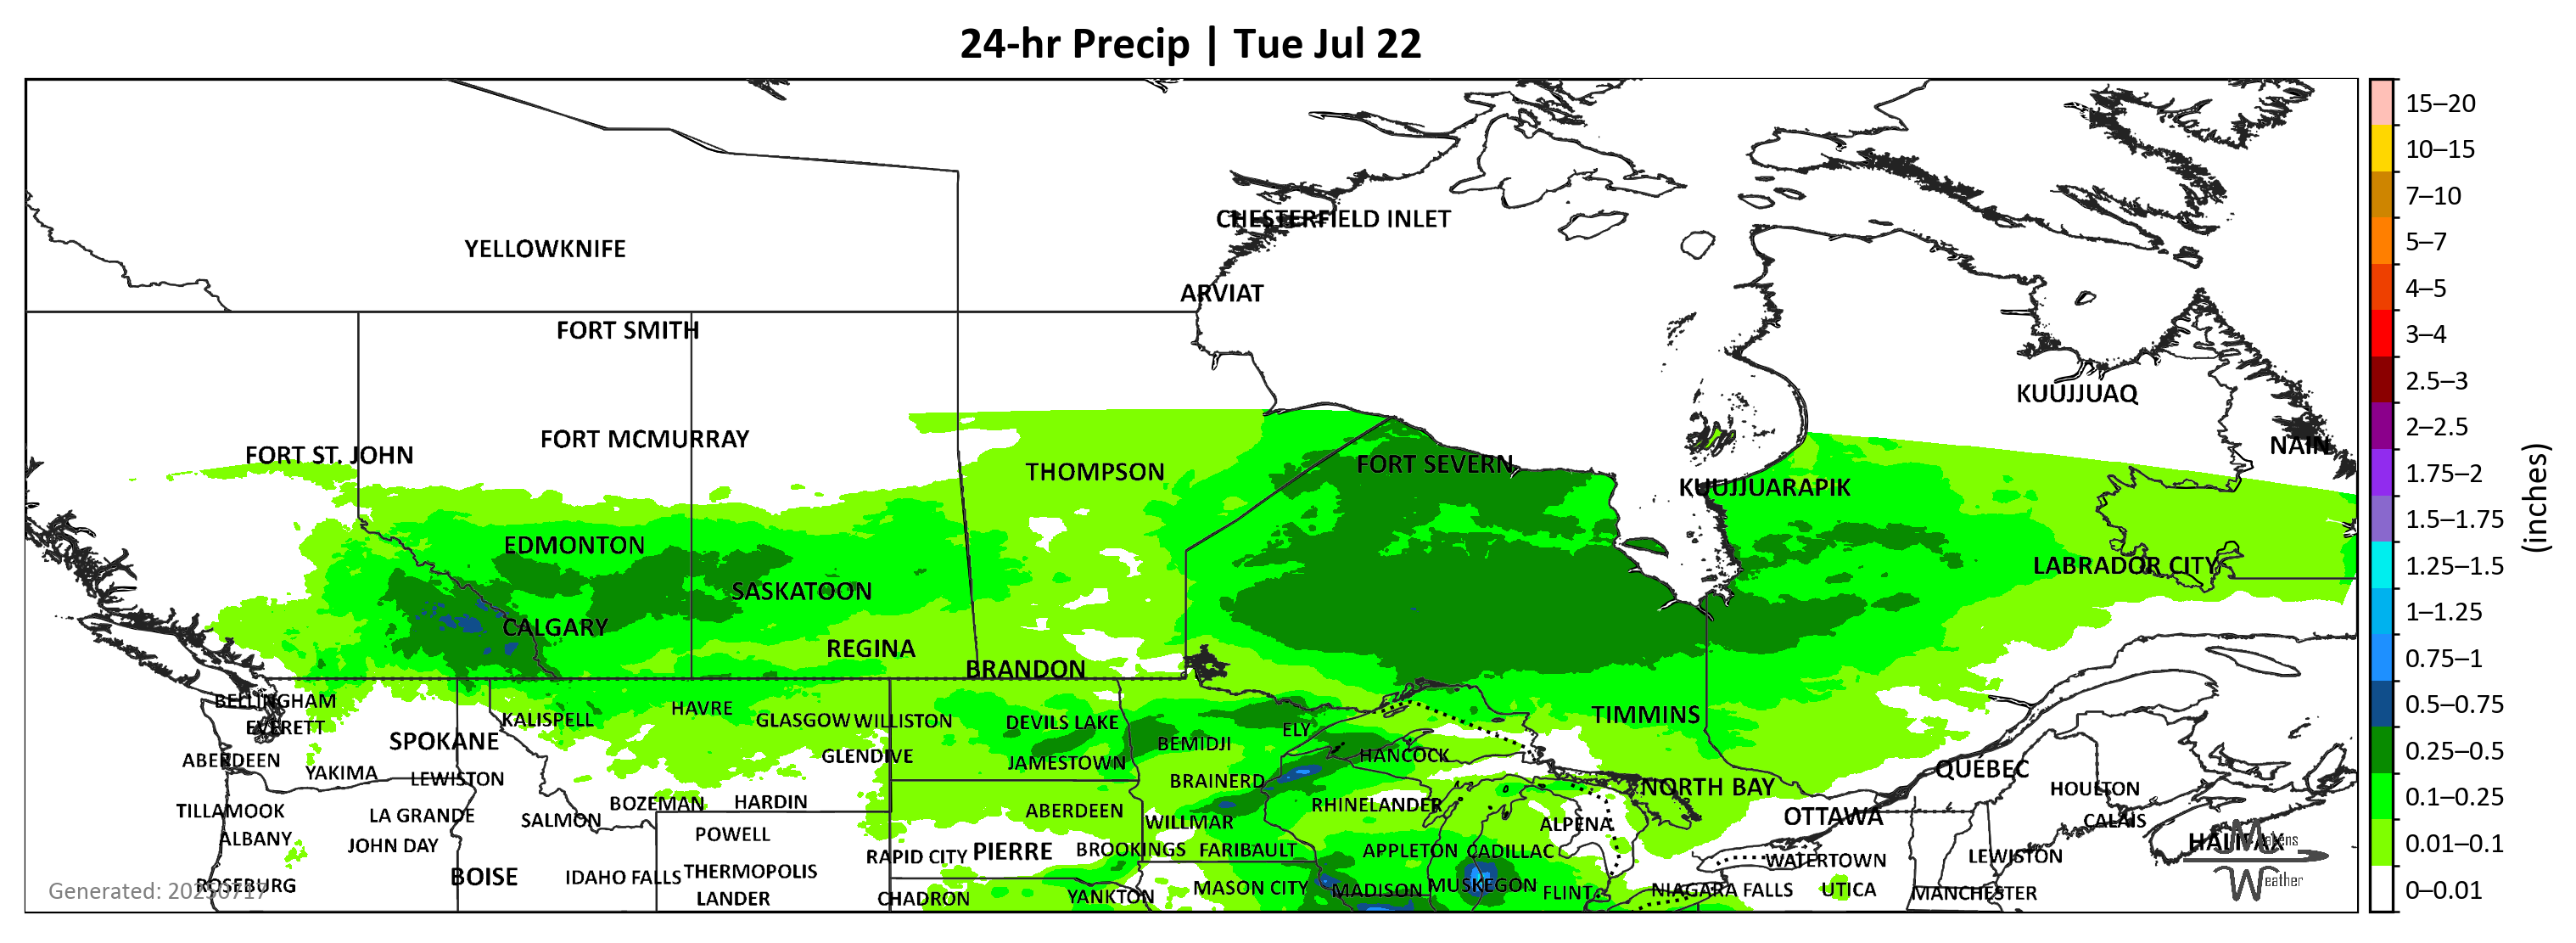 24-hr Precip | Tue Jul 22
CHESTERFIELD INLET
YELLOWKNIFE
ARVIAT
FORT SMITH
KUUJJUAQ
FORT MCMURRAY
NAIN
FORT ST. JOHN
FORT SEVERN
THOMPSON
KUUJJUARAPIK
EDMONTON
LABRADOR CITY
SASKATOON
CALGARY
REGINA
BRANDON
BELLINGHAM
HAVRE
KALISPELL
GLASGOW
WILLISTON
DEVILS LAKE
TIMMINS
EVERETT
ELY
SPOKANE
BEMIDJI
ABERDEEN
GLENDIVE
JAMESTOWN
HANCOCK
QUÉBEC
YAKIMA
LEWISTON
BRAINERD
NORTH BAY
HOULTON
BOZEMAN
HARDIN
RHINELANDER
TILLAMOOK
LA GRANDE
SALMON
ABERDEEN
WILLMAR
ALPENA
OTTAWA
CALAIS
ALBANY
JOHN DAY
POWELL
HALIFAX
RAPID CITY
PIERRE
BROOKINGS
FARIBAULT
APPLETON
CADILLAC
WATERTOWN
LEWISTON
ROSEBURG
BOISE
IDAHO FALLS
THERMOPOLIS
MASON CITY
MADISON
MUSKEGON
FLINT
NIAGARA FALLS
UTICA
MANCHESTER
LANDER
CHADRON
YANKTON
Generated: 20250717
Weather
15–20
10–15
7–10
5–7
4–5
3–4
2.5–3
2–2.5
1.75–2
1.5–1.75
1.25–1.5
1–1.25
0.75–1
0.5–0.75
0.25–0.5
0.1–0.25
0.01–0.1
0–0.01
(inches)